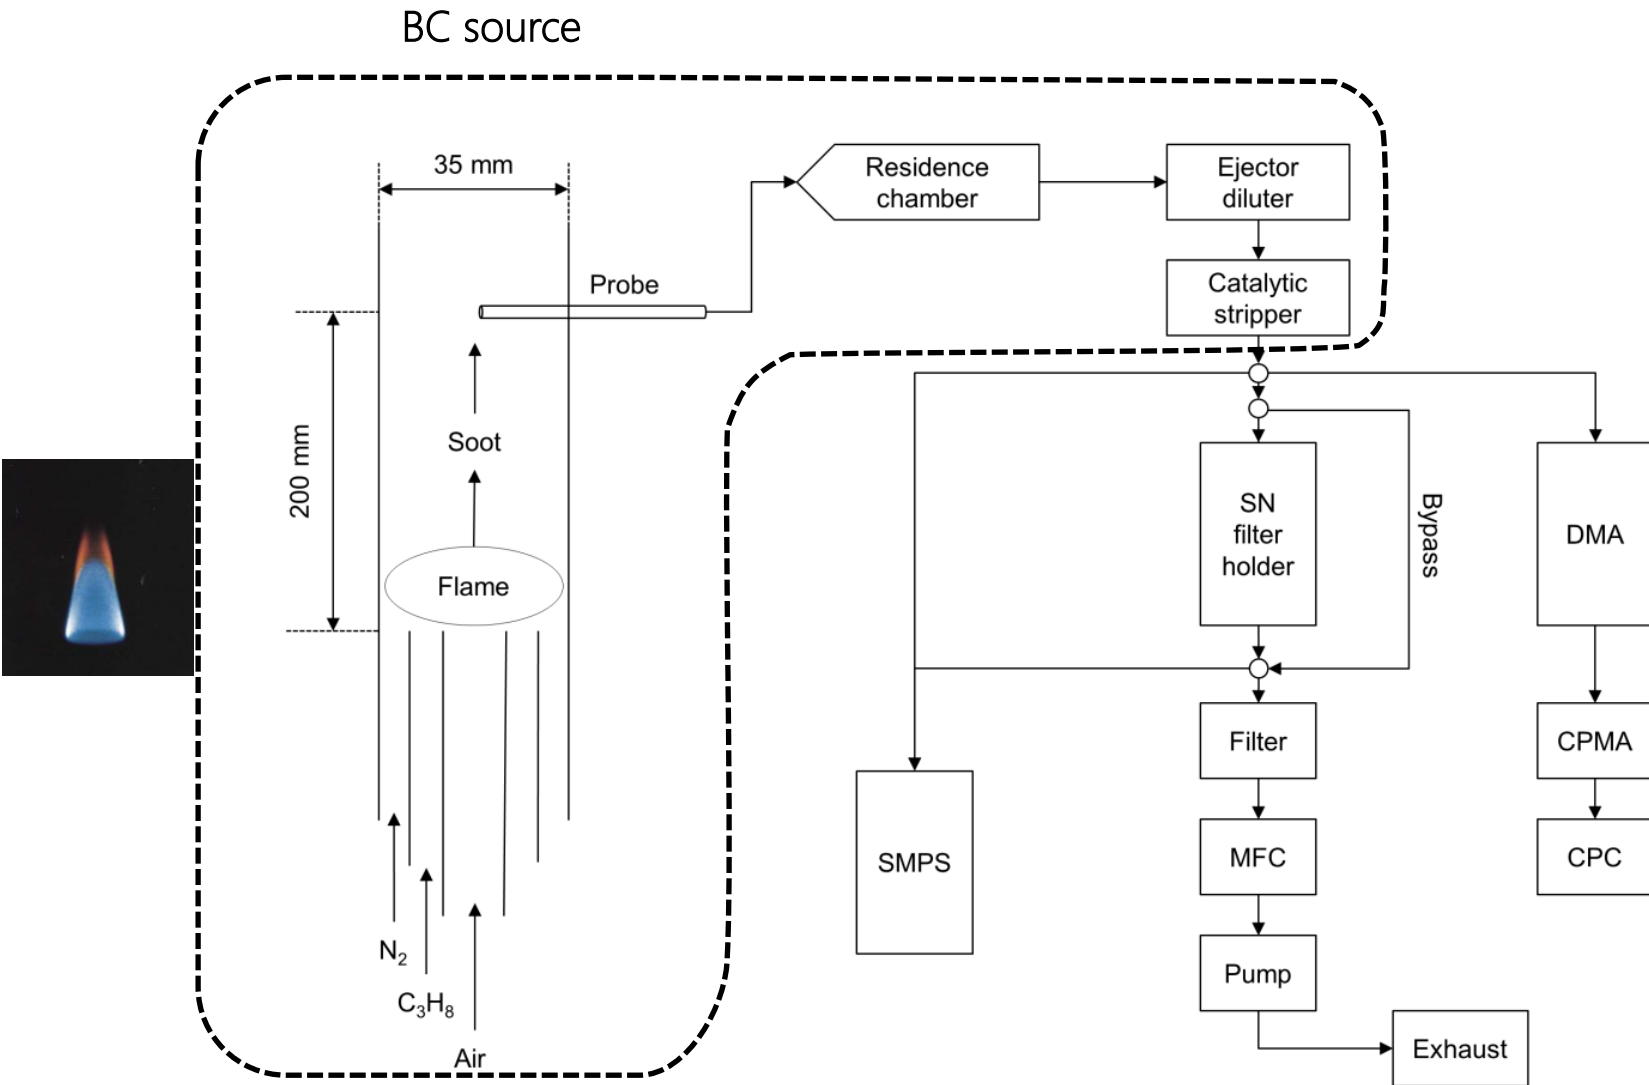 BC source
35 mm
Residence
chamber
Ejector
diluter
Probe
Catalytic
stripper
200 mm
Soot
Flame
SN
filter
holder
Bypass
DMA
Filter
CPMA
SMPS
MFC
CPC
N₂
C₃H₈
Air
Pump
Exhaust